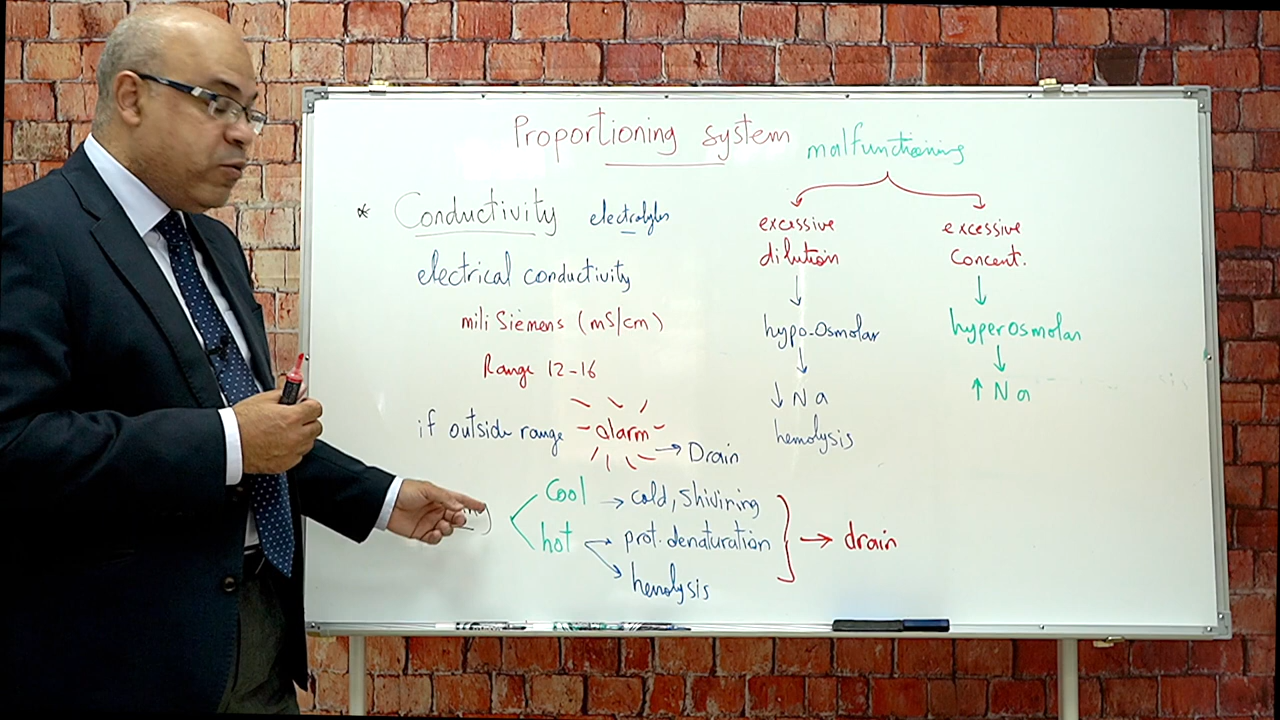 Proportioning system
malfunctioning
* Conductivity electrolytes
electrical conductivity
mili Siemens (mS/cm)
Range 12-16
if outside range alarm → Drain
Cool → cold, shiviring
hot → prot. denaturation
hemolysis
→ drain
excessive
dilution
↓
hypo-Osmolar
↓
↓ Na
hemolysis
excessive
Concent.
↓
hyperosmolar
↓
↑ Na